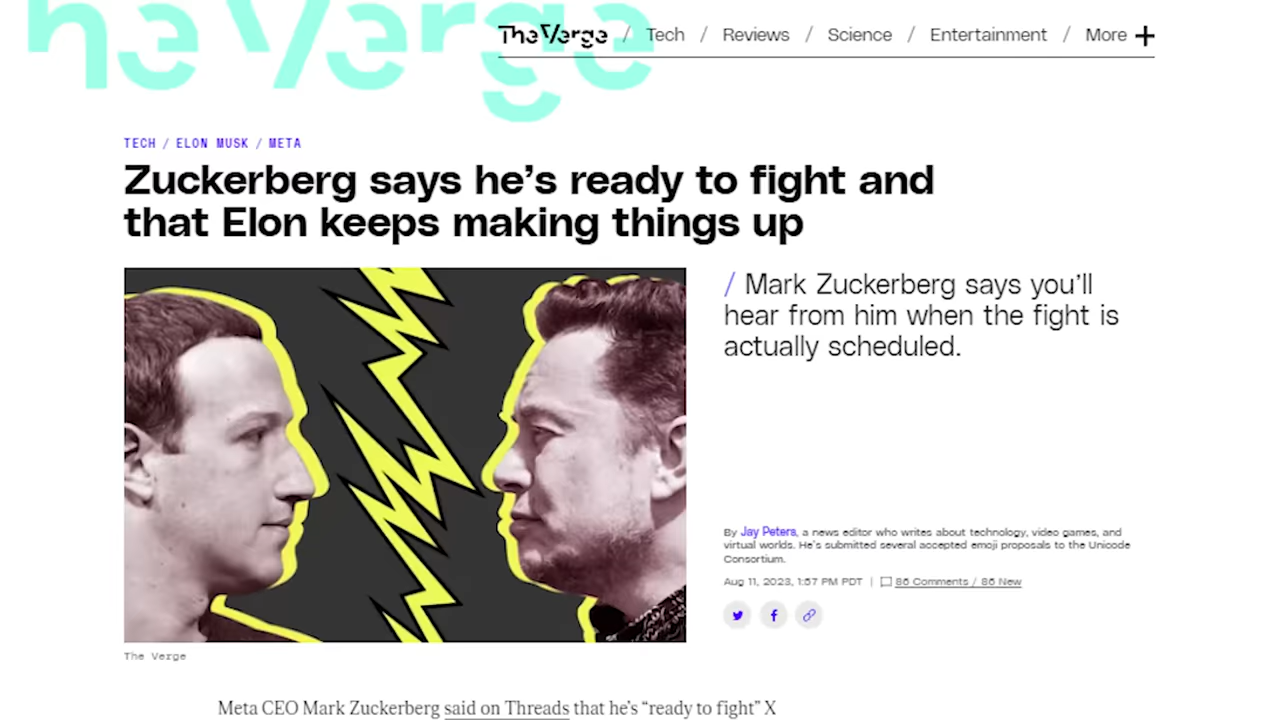 he Verge
The Verge / Tech / Reviews / Science / Entertainment / More +
TECH / ELON MUSK / META
Zuckerberg says he’s ready to fight and
that Elon keeps making things up
/ Mark Zuckerberg says you’ll
hear from him when the fight is
actually scheduled.
By Jay Peters, a news editor who writes about technology, video games, and
virtual worlds. He’s submitted several accepted emoji proposals to the Unicode
Consortium.
Aug 11, 2023, 1:57 PM PDT | 86 Comments / 86 New
The Verge
Meta CEO Mark Zuckerberg said on Threads that he’s “ready to fight” X